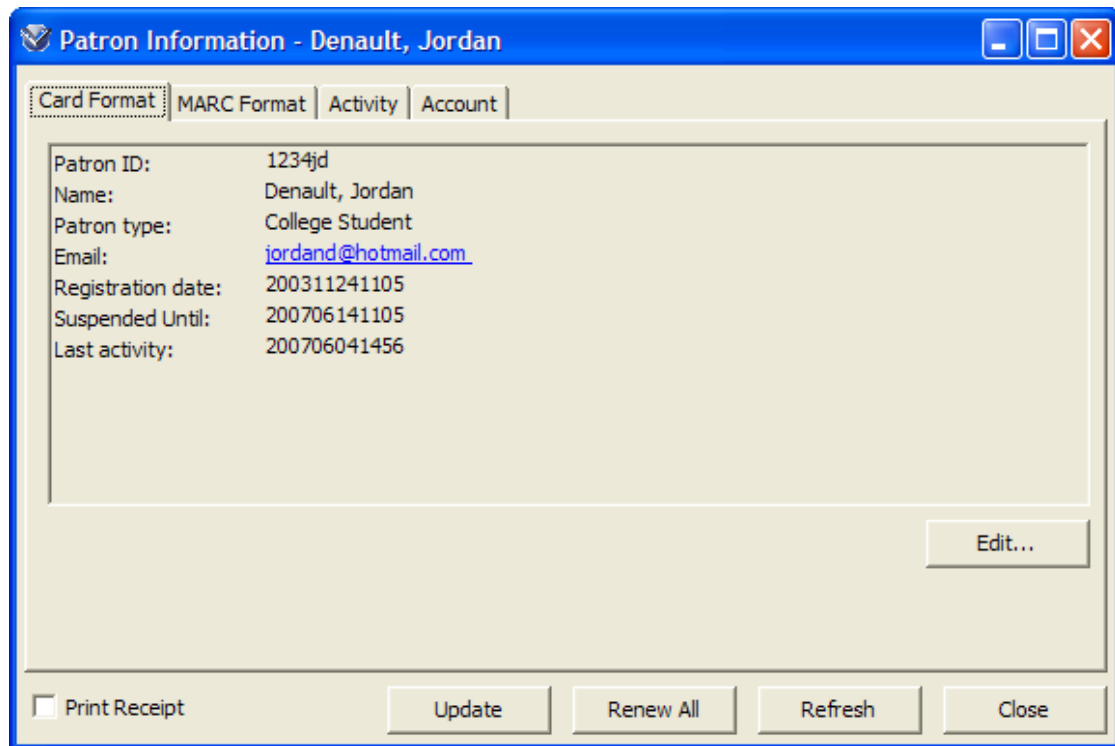 Patron Information - Denault, Jordan
Card Format MARC Format Activity Account
Patron ID: 1234jd
Name: Denault, Jordan
Patron type: College Student
Email: jordand@hotmail.com
Registration date: 200311241105
Suspended Until: 200706141105
Last activity: 200706041456
Edit...
Print Receipt Update Renew All Refresh Close